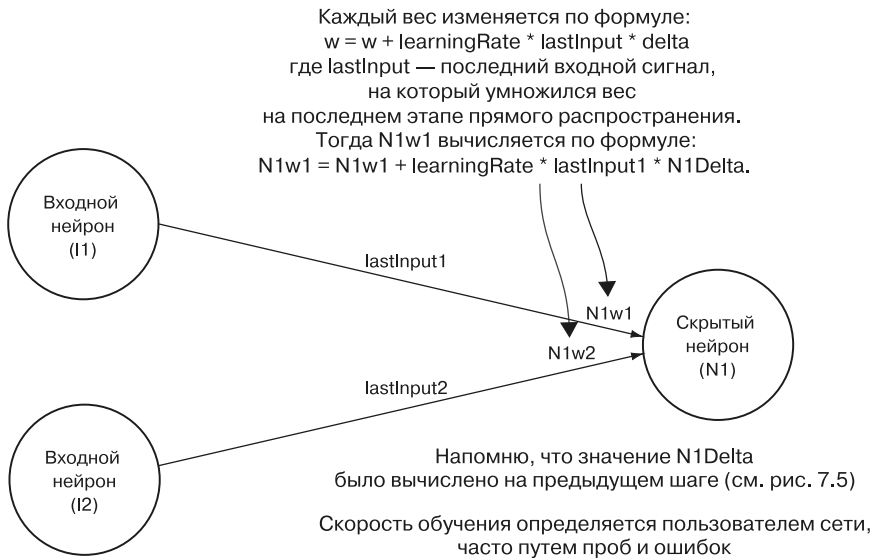 Каждый вес изменяется по формуле:
w = w + learningRate * lastInput * delta
где lastInput — последний входной сигнал,
на который умножился вес
на последнем этапе прямого распространения.
Тогда N1w1 вычисляется по формуле:
N1w1 = N1w1 + learningRate * lastInput1 * N1Delta.
Входной
нейрон
(I1)
lastInput1
N1w1
N1w2
Скрытый
нейрон
(N1)
lastInput2
Входной
нейрон
(I2)
Напомню, что значение N1Delta
было вычислено на предыдущем шаге (см. рис. 7.5)
Скорость обучения определяется пользователем сети,
часто путем проб и ошибок